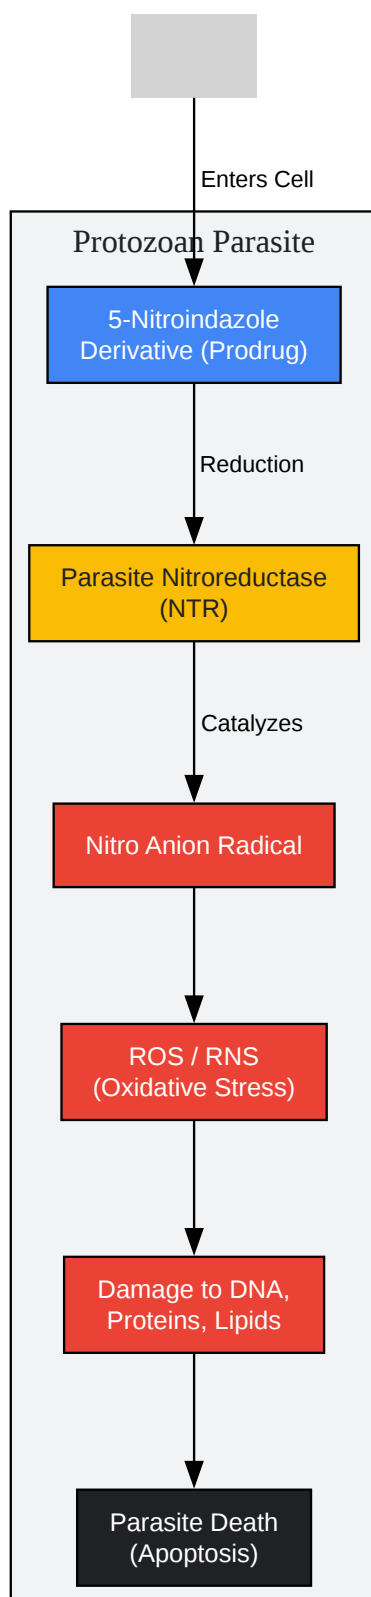 Enters Cell
Protozoan Parasite
5-Nitroindazole
Derivative (Prodrug)
Reduction
Parasite Nitroreductase
(NTR)
Catalyzes
Nitro Anion Radical
ROS / RNS
(Oxidative Stress)
Damage to DNA,
Proteins, Lipids
Parasite Death
(Apoptosis)